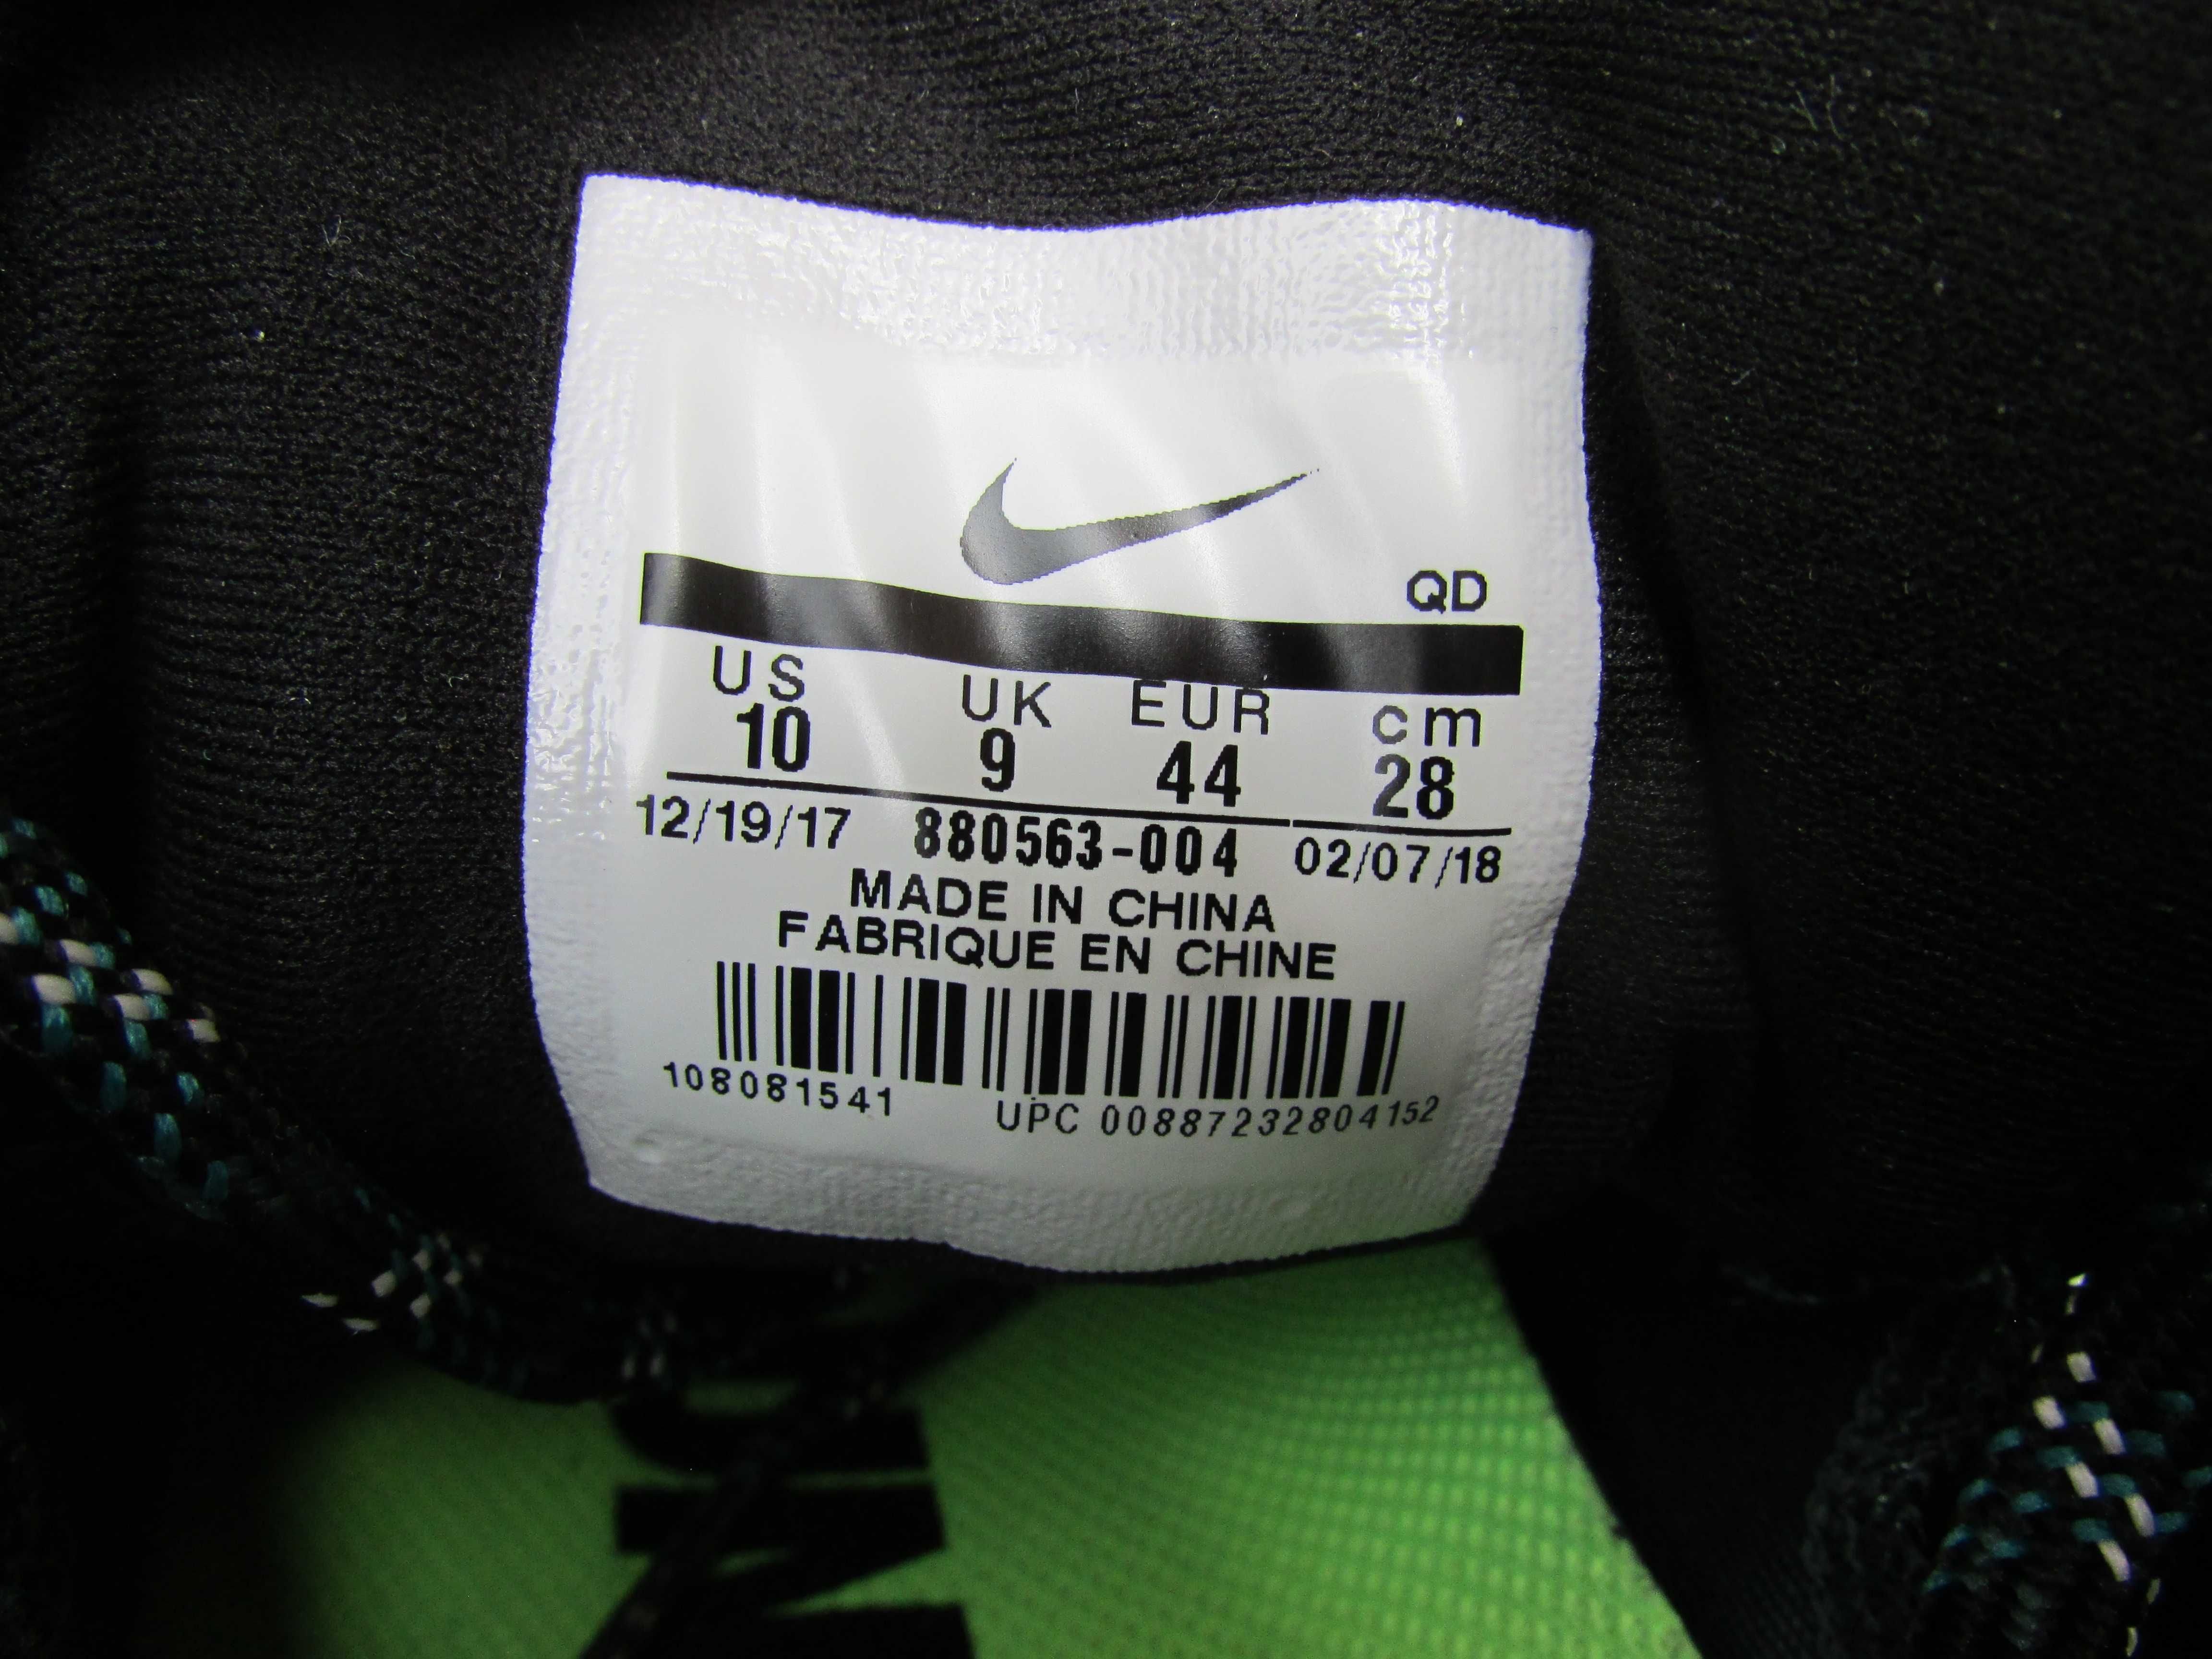 QD
US UK EUR cm
10 9 44 28
12/19/17 880563-004 02/07/18
MADE IN CHINA
FABRIQUE EN CHINE
108081541 UPC 00887232804152